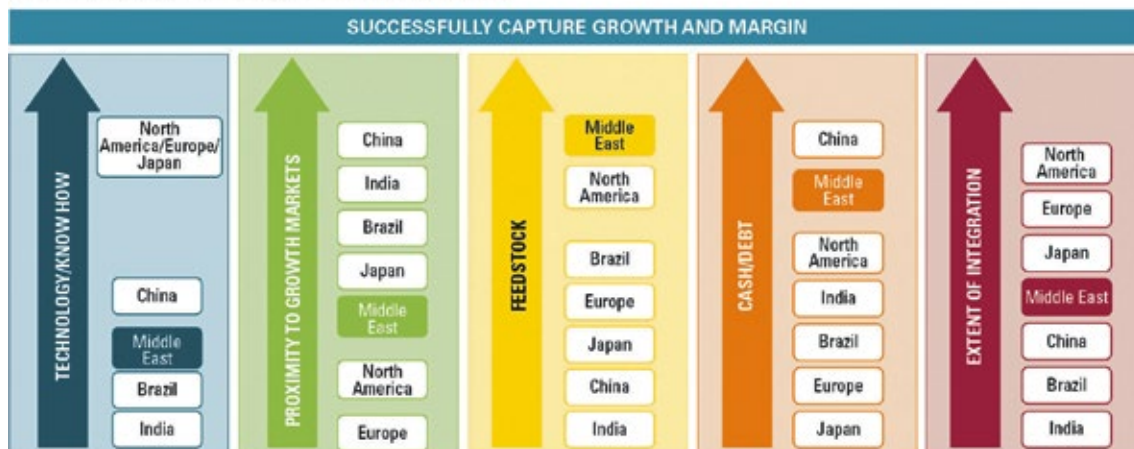 SUCCESSFULLY CAPTURE GROWTH AND MARGIN
TECHNOLOGY/KNOW HOW
North
America/Europe/
Japan
China
Middle
East
Brazil
India
PROXIMITY TO GROWTH MARKETS
China
India
Brazil
Japan
Middle
East
North
America
Europe
FEEDSTOCK
Middle
East
North
America
Brazil
Europe
Japan
China
India
CASH/DEBT
China
Middle
East
North
America
India
Brazil
Europe
Japan
EXTENT OF INTEGRATION
North
America
Europe
Japan
Middle East
China
Brazil
India